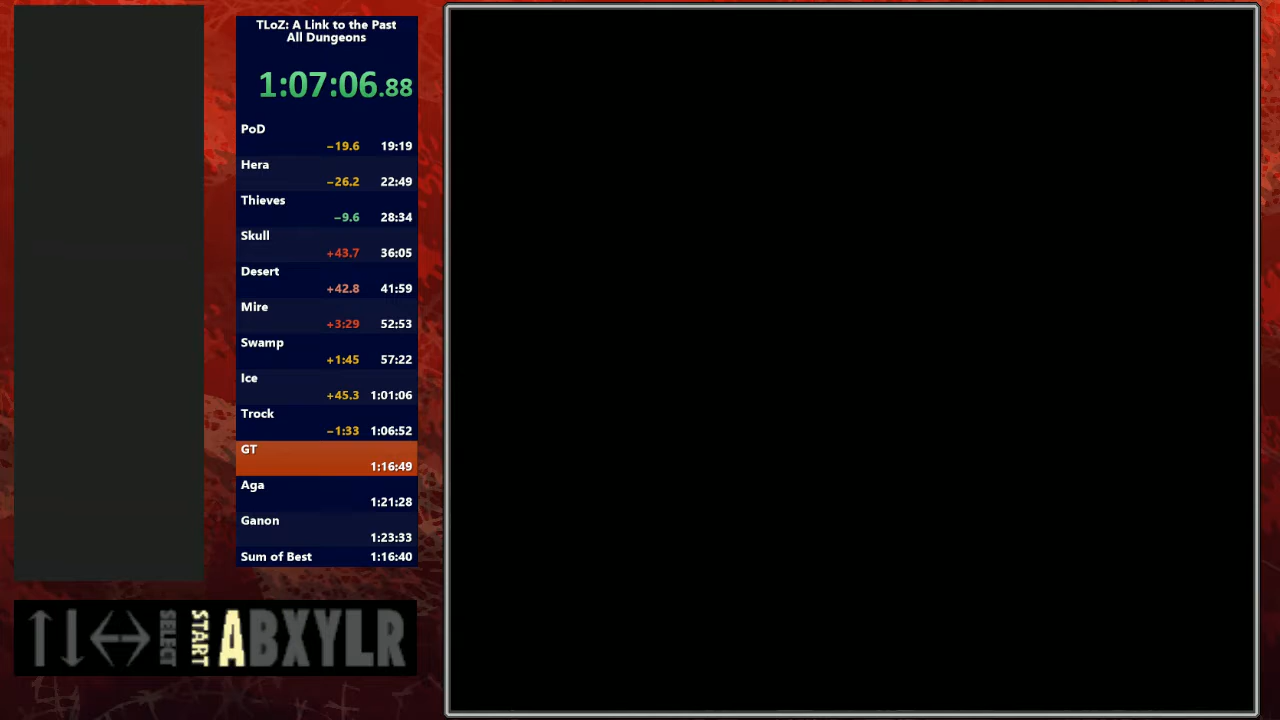 TLoZ: A Link to the Past
All Dungeons
1:07:06.88
PoD
−19.6 19:19
Hera
−26.2 22:49
Thieves
−9.6 28:34
Skull
+43.7 36:05
Desert
+42.8 41:59
Mire
+3:29 52:53
Swamp
+1:45 57:22
Ice
+45.3 1:01:06
Trock
−1:33 1:06:52
GT
1:16:49
Aga
1:21:28
Ganon
1:23:33
Sum of Best 1:16:40
SELECT START A B X Y L R